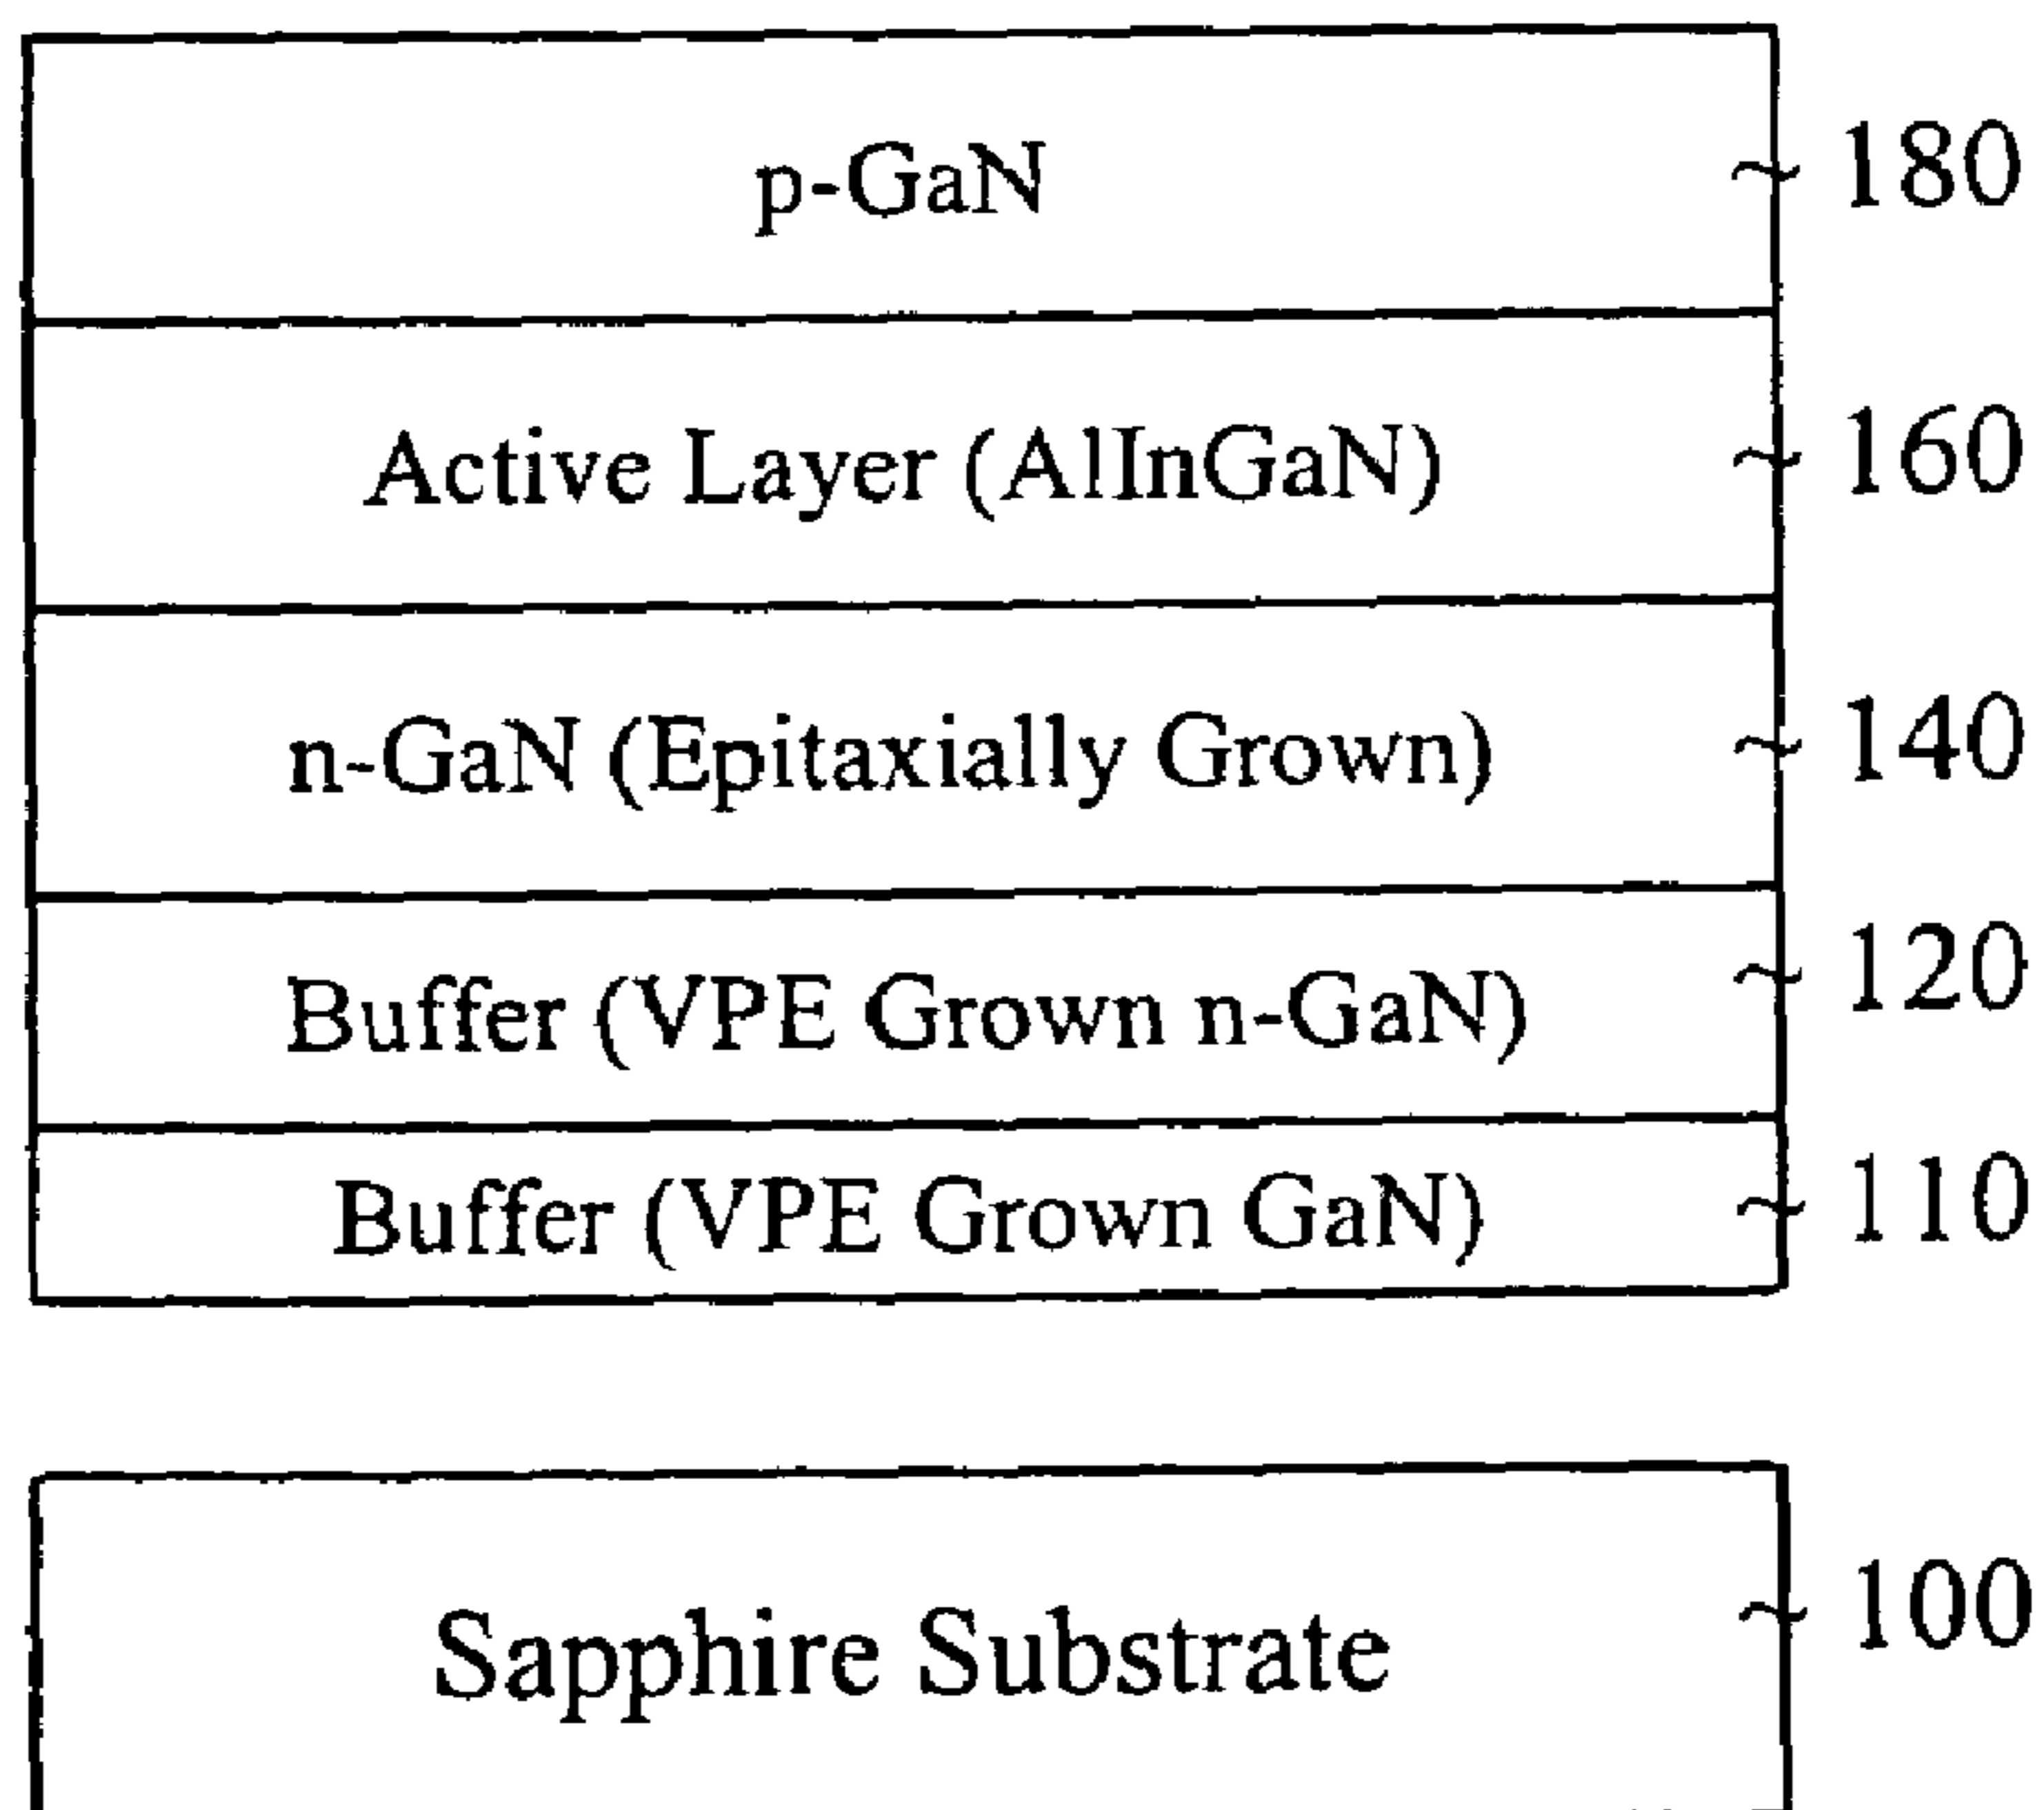 p-GaN 180
Active Layer (AlInGaN) 160
n-GaN (Epitaxially Grown) 140
Buffer (VPE Grown n-GaN) 120
Buffer (VPE Grown GaN) 110
Sapphire Substrate 100